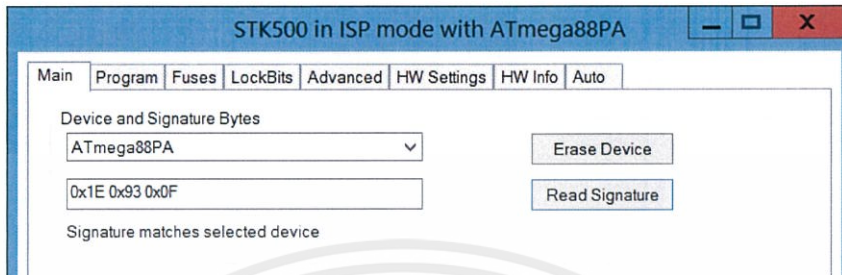 STK500 in ISP mode with ATmega88PA
Main Program Fuses LockBits Advanced HW Settings HW Info Auto
Device and Signature Bytes
ATmega88PA Erase Device
0x1E 0x93 0x0F Read Signature
Signature matches selected device